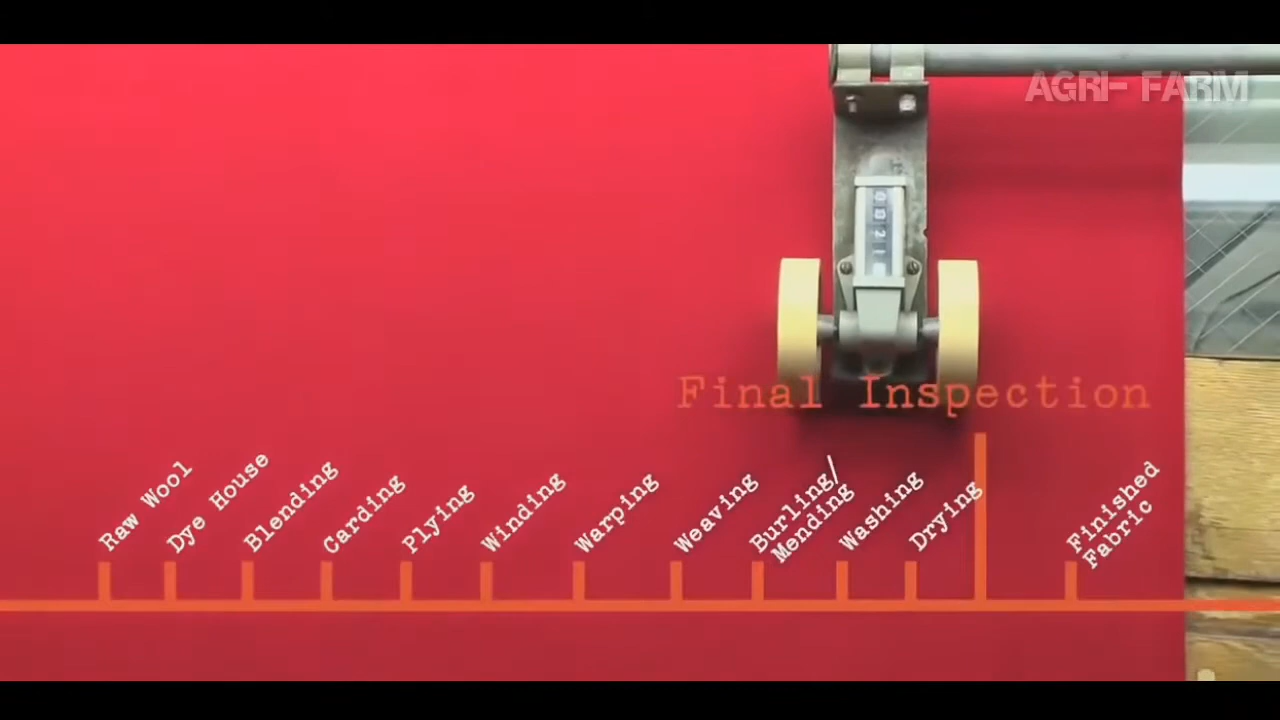 AGRI- FARM
Final Inspection
Raw Wool
Dye House
Blending
Carding
Plying
Winding
Warping
Weaving
Burling/
Mending
Washing
Drying
Finished
Fabric